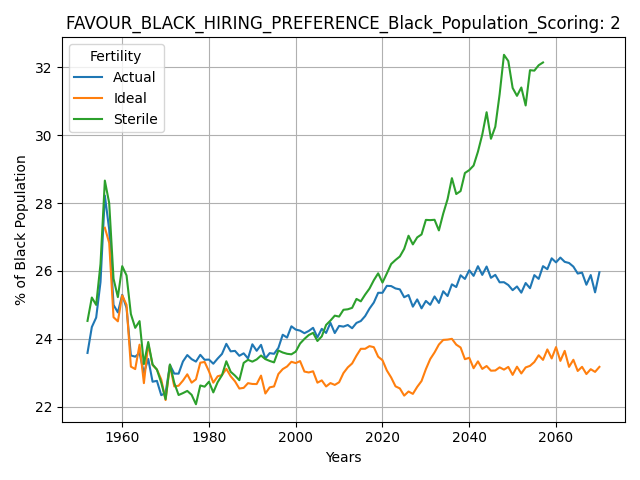 FAVOUR_BLACK_HIRING_PREFERENCE_Black_Population_Scoring: 2
Fertility
Actual
Ideal
Sterile
32
30
28
26
24
22
% of Black Population
1960
1980
2000
2020
2040
2060
Years